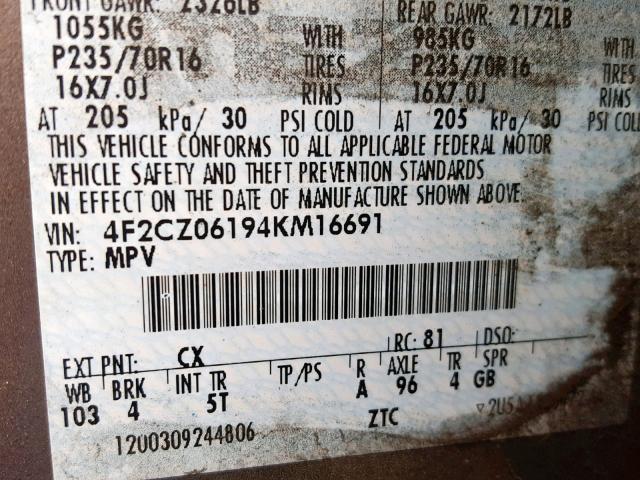 FRONT GAWR: 2326LB REAR GAWR: 2172LB
1055KG WITH 985KG WITH
P235/70R16 TIRES P235/70R16 TIRES
16X7.0J RIMS 16X7.0J RIMS
AT 205 kPa/ 30 PSI COLD AT 205 kPa/ 30 PSI COL
THIS VEHICLE CONFORMS TO ALL APPLICABLE FEDERAL MOTOR
VEHICLE SAFETY AND THEFT PREVENTION STANDARDS
IN EFFECT ON THE DATE OF MANUFACTURE SHOWN ABOVE.
VIN: 4F2CZ06194KM16691
TYPE: MPV
EXT PNT: CX RC: 81 DSO:
WB BRK INT TR TP/PS R AXLE TR SPR
103 4 5T A 96 4 GB
12U0309244806 ZTC